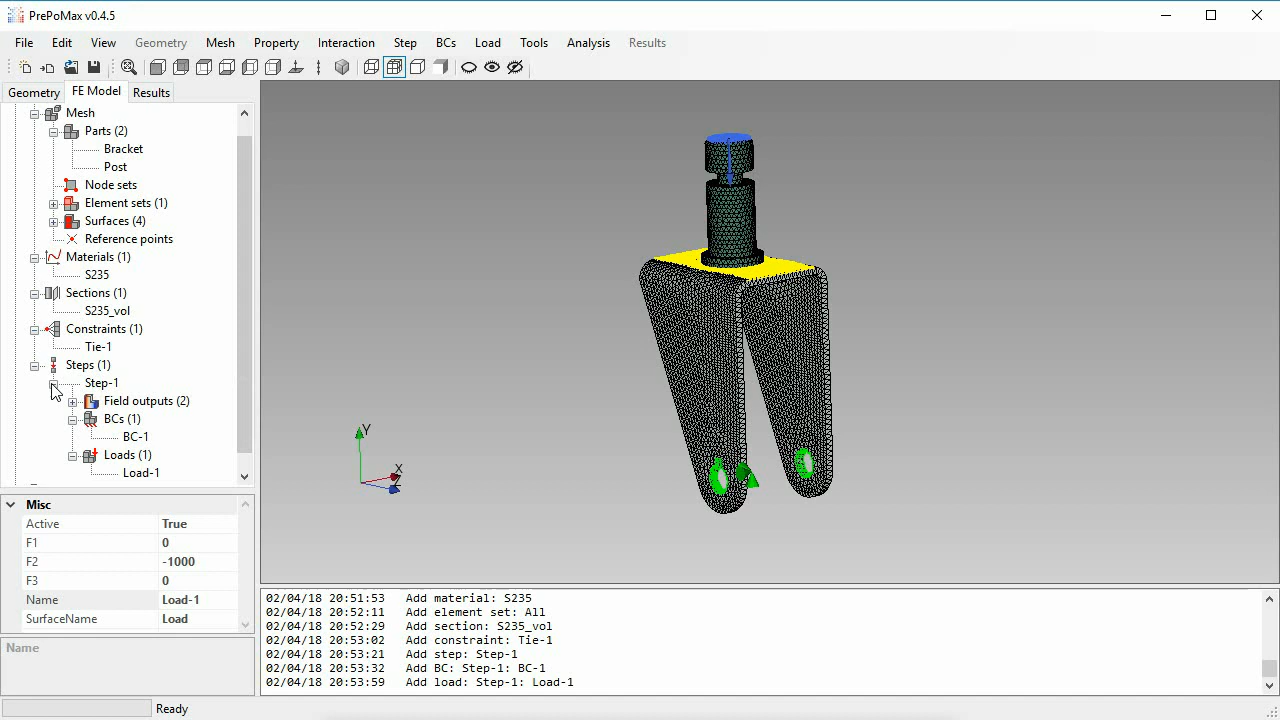 PrePoMax v0.4.5
File Edit View Geometry Mesh Property Interaction Step BCs Load Tools Analysis Results
Geometry FE Model Results
Mesh
Parts (2)
Bracket
Post
Node sets
Element sets (1)
Surfaces (4)
Reference points
Materials (1)
S235
Sections (1)
S235_vol
Constraints (1)
Tie-1
Steps (1)
Step-1
Field outputs (2)
BCs (1)
BC-1
Loads (1)
Load-1
Y
X
Z
Misc
Active True
F1 0
F2 -1000
F3 0
Name Load-1
SurfaceName Load
Name
02/04/18 20:51:53 Add material: S235
02/04/18 20:52:11 Add element set: All
02/04/18 20:52:29 Add section: S235_vol
02/04/18 20:53:02 Add constraint: Tie-1
02/04/18 20:53:21 Add step: Step-1
02/04/18 20:53:32 Add BC: Step-1: BC-1
02/04/18 20:53:59 Add load: Step-1: Load-1
Ready